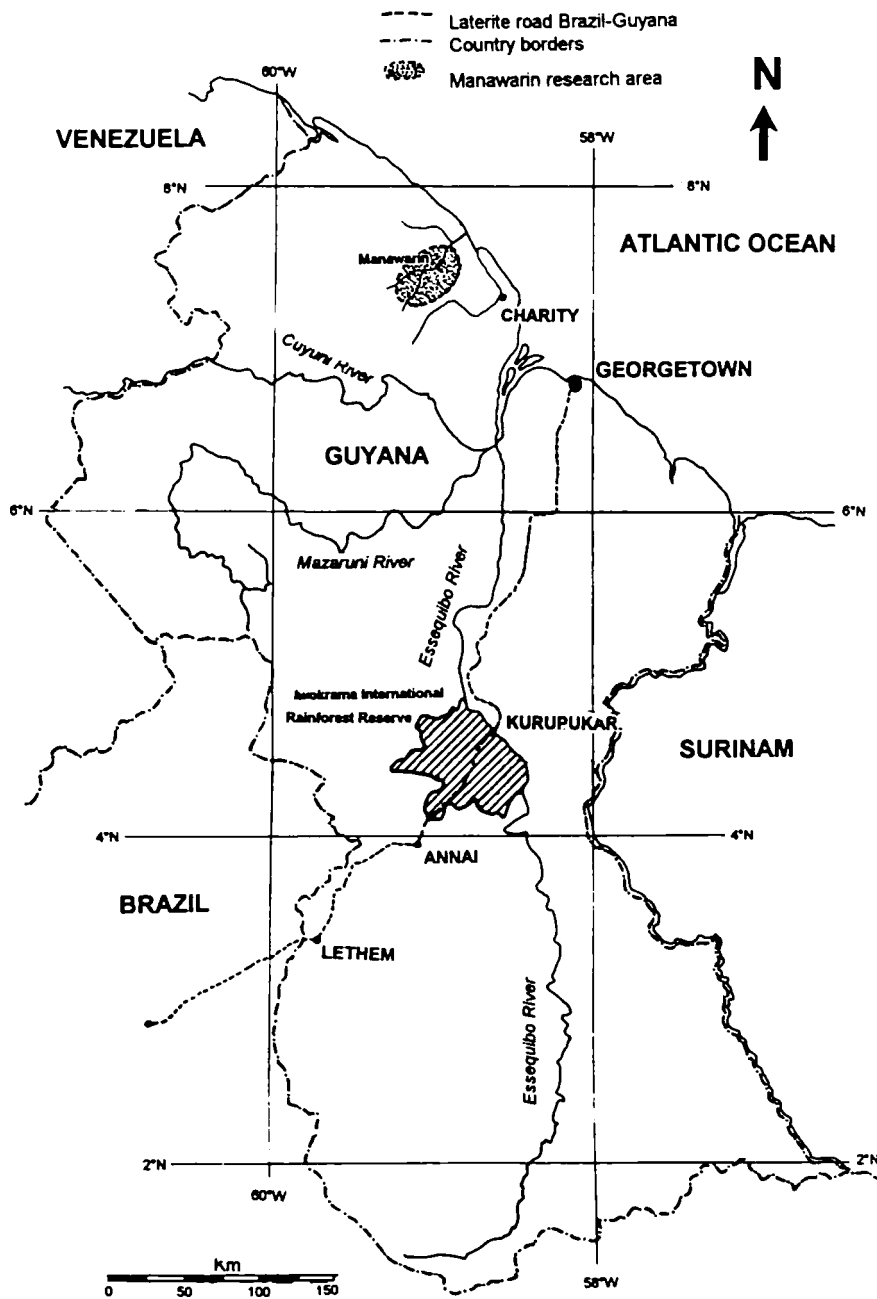 Laterite road Brazil-Guyana
Country borders
Manawarin research area
N
60°W
58°W
VENEZUELA
8°N
8°N
ATLANTIC OCEAN
Manawarin
CHARITY
Cuyuni River
GEORGETOWN
GUYANA
6°N
6°N
Mazaruni River
Essequibo River
Iwokrama International
Rainforest Reserve
KURUPUKAR
SURINAM
4°N
4°N
ANNAI
BRAZIL
LETHEM
Essequibo River
2°N
2°N
60°W
58°W
Km
0 50 100 150